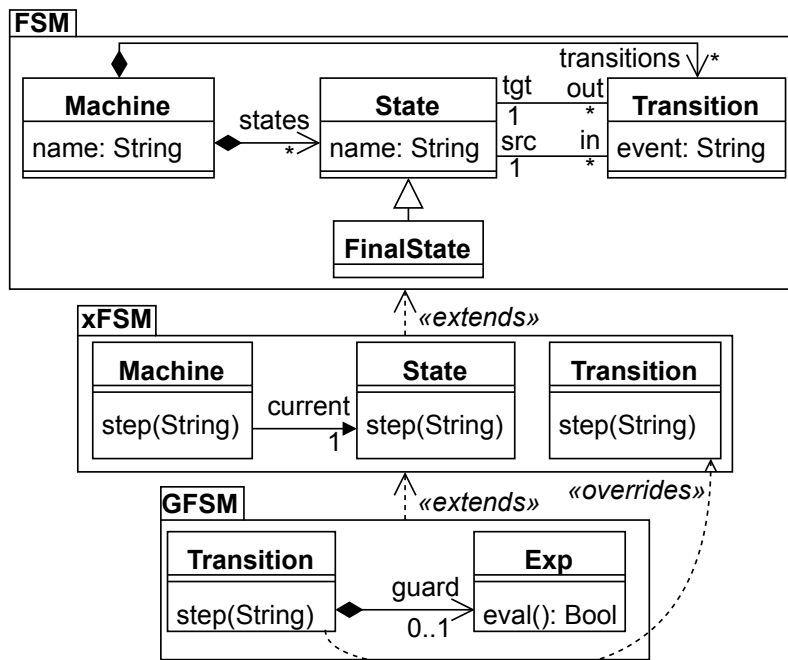 FSM
transitions *
Machine
name: String
states
*
State
name: String
tgt
1
out
*
src
1
in
*
Transition
event: String
FinalState
«extends»
xFSM
Machine
step(String)
current
1
State
step(String)
Transition
step(String)
«extends»
«overrides»
GFSM
Transition
step(String)
guard
0..1
Exp
eval(): Bool